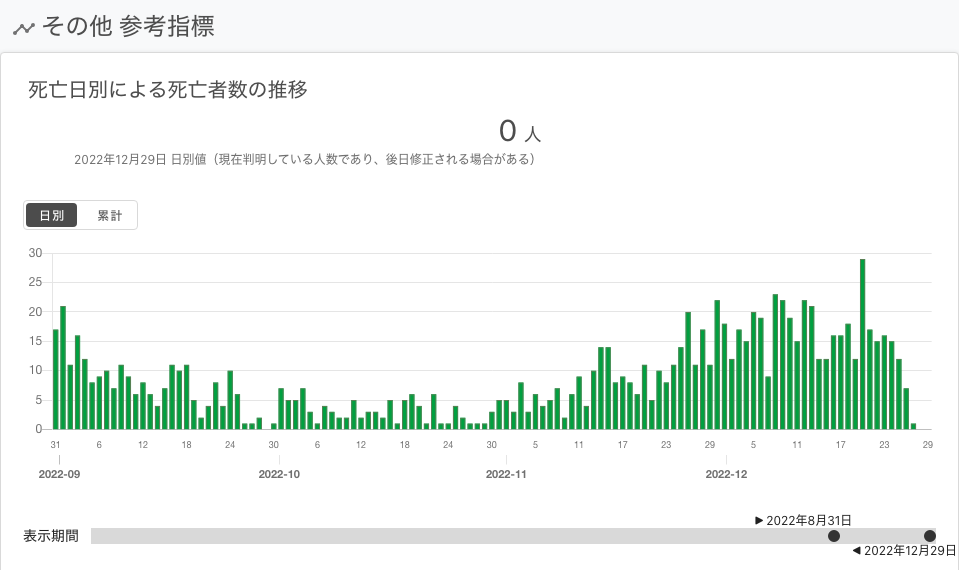 その他 参考指標
死亡日別による死亡者数の推移
0 人
2022年12月29日 日別値（現在判明している人数であり、後日修正される場合がある）
日別 累計
30
25
20
15
10
5
0
31 6 12 18 24 30 6 12 18 24 30 5 11 17 23 29 5 11 17 23 29
2022-09 2022-10 2022-11 2022-12
▶ 2022年8月31日
表示期間
◀ 2022年12月29日